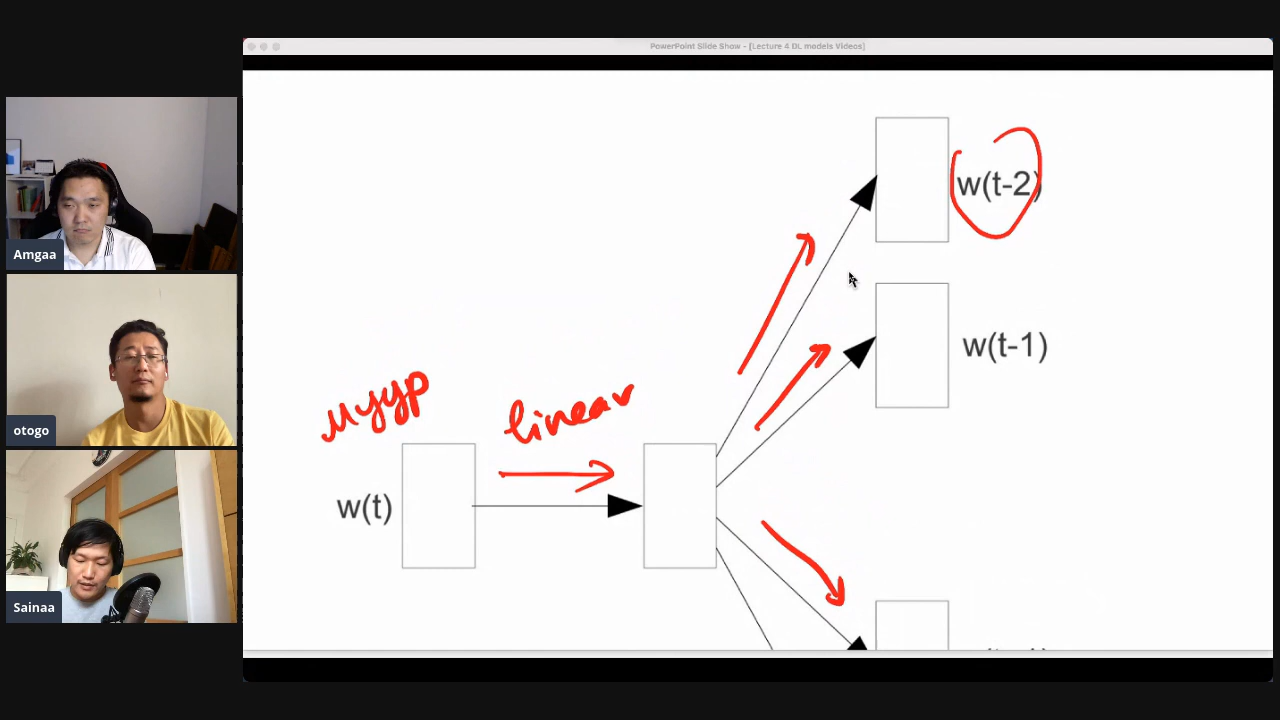 PowerPoint Slide Show - [Lecture 4 DL models Videos]
Amgaa
otogo
Sainaa
w(t-2)
w(t-1)
муур
linear
w(t)